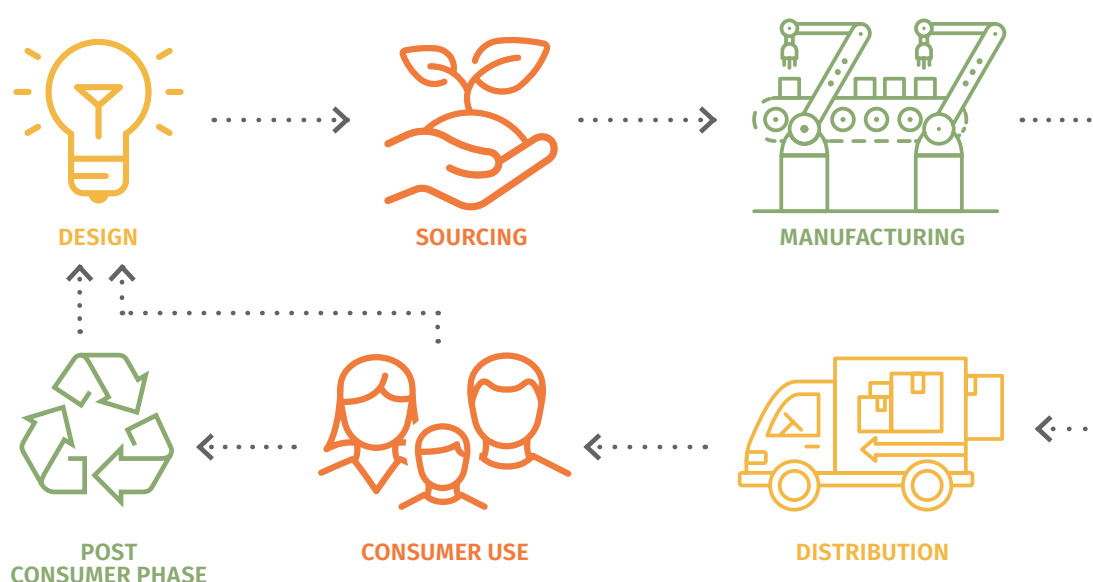 DESIGN
SOURCING
MANUFACTURING
POST
CONSUMER PHASE
CONSUMER USE
DISTRIBUTION